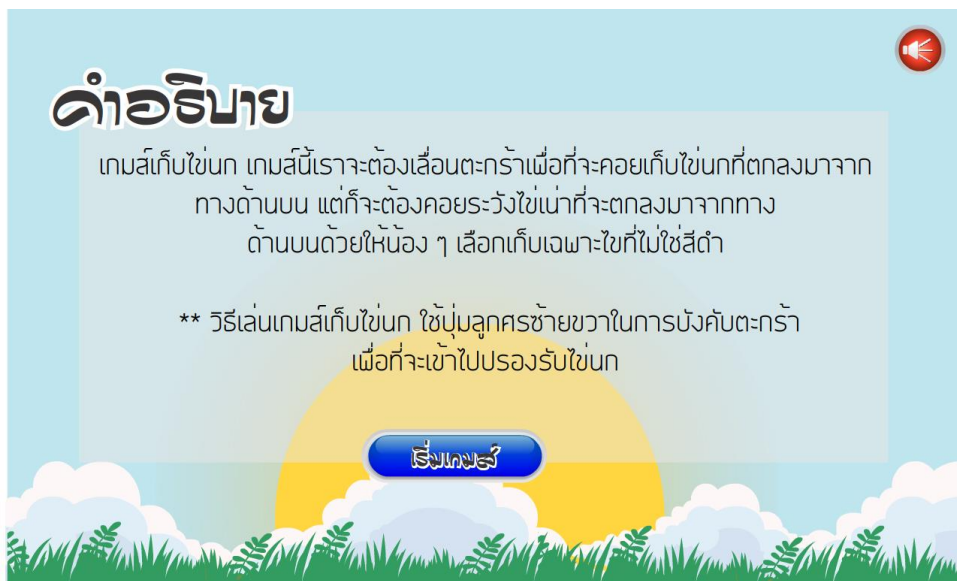 คำอธิบาย
เกมส์เก็บไข่นก เกมส์นี้เราจะต้องเลื่อนตะกร้าเพื่อที่จะคอยเก็บไข่นกที่ตกลงมาจาก
ทางด้านบน แต่ก็จะต้องคอยระวังไข่เน่าที่จะตกลงมาจากทาง
ด้านบนด้วยให้น้อง ๆ เลือกเก็บเฉพาะไขที่ไม่ใช่สีดำ
** วิธีเล่นเกมส์เก็บไข่นก ใช้ปุ่มลูกศรซ้ายขวาในการบังคับตะกร้า
เพื่อที่จะเข้าไปปรองรับไข่นก
เริ่มเกมส์